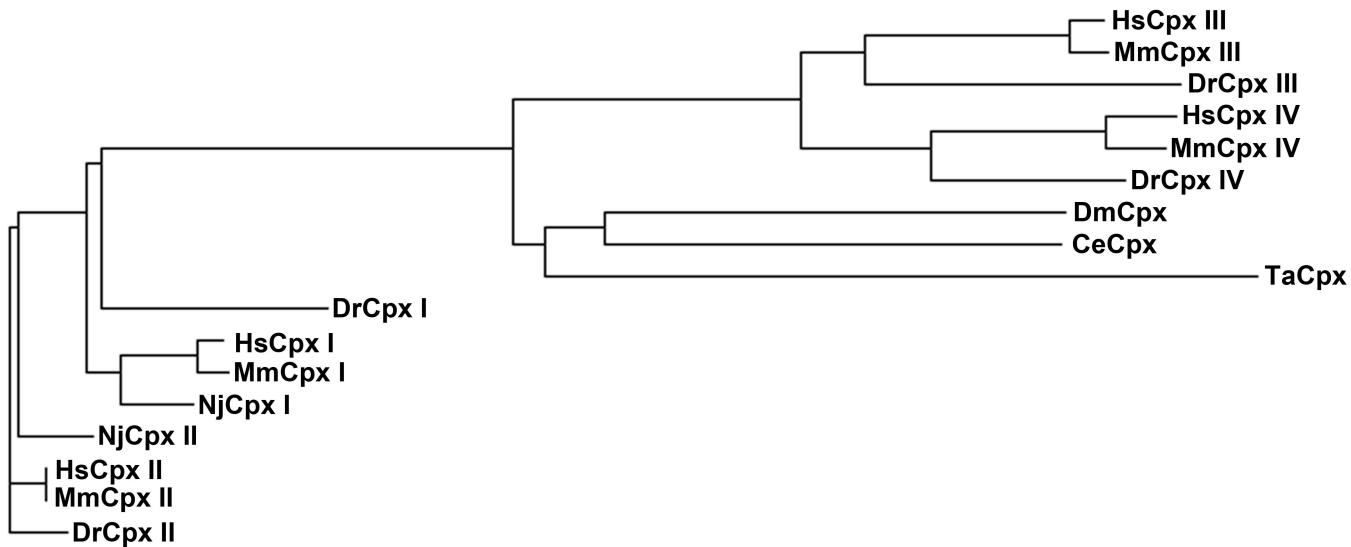 HsCpx III
MmCpx III
DrCpx III
HsCpx IV
MmCpx IV
DrCpx IV
DmCpx
CeCpx
TaCpx
DrCpx I
HsCpx I
MmCpx I
NjCpx I
NjCpx II
HsCpx II
MmCpx II
DrCpx II